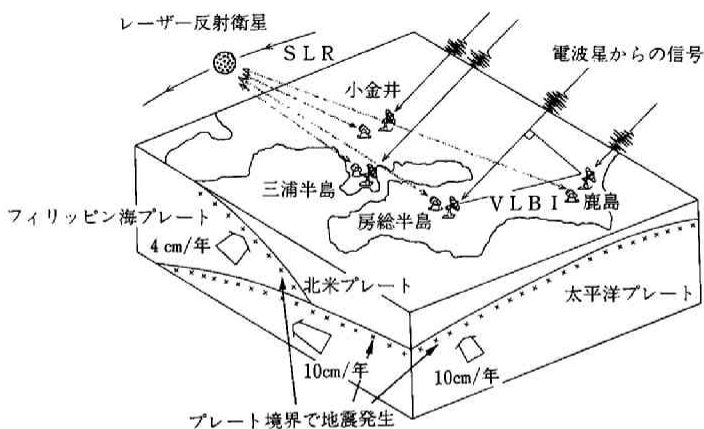 レーザー反射衛星
SLR
電波星からの信号
小金井
三浦半島
VLBI
鹿島
房総半島
フィリッピン海プレート
4cm/年
北米プレート
太平洋プレート
10cm/年
10cm/年
プレート境界で地震発生